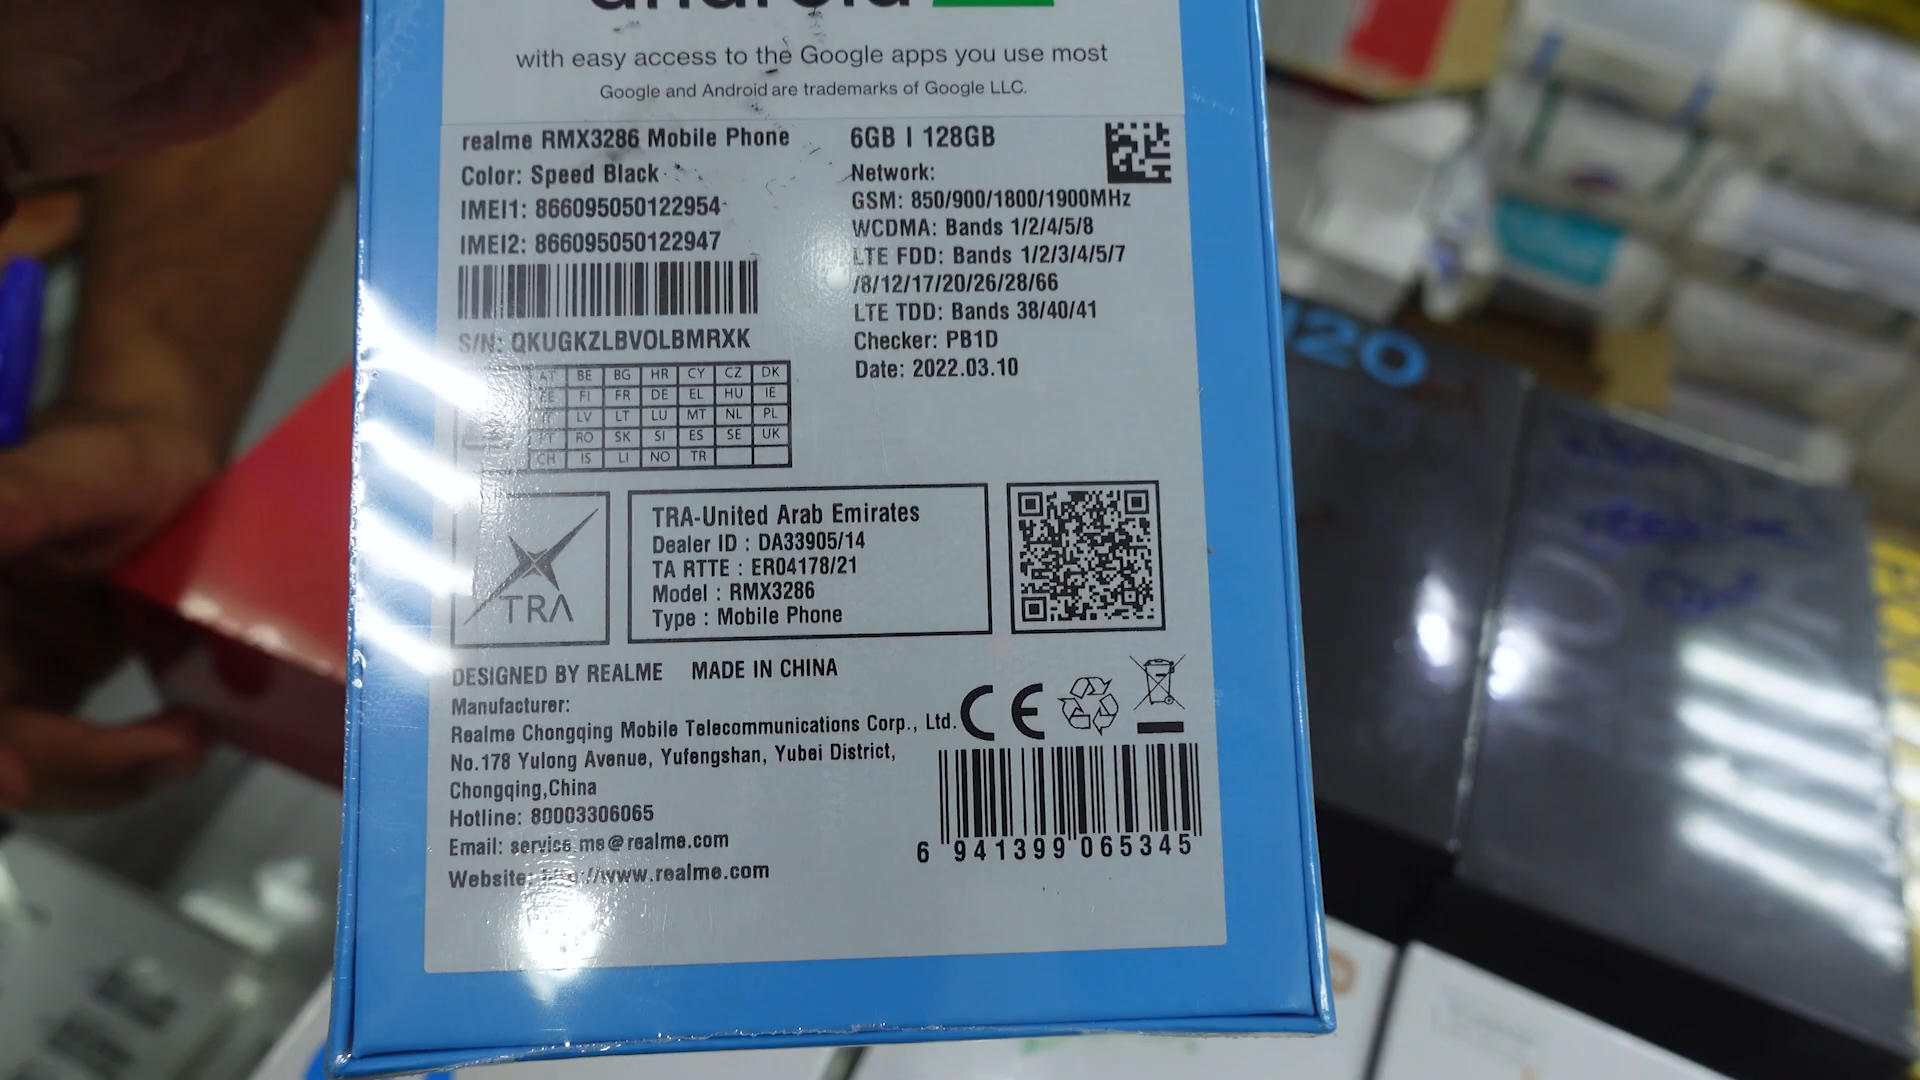 android
with easy access to the Google apps you use most
Google and Android are trademarks of Google LLC.
realme RMX3286 Mobile Phone
Color: Speed Black
IMEI1: 866095050122954
IMEI2: 866095050122947
S/N: QKUGKZLBVOLBMRXK
6GB | 128GB
Network:
GSM: 850/900/1800/1900MHz
WCDMA: Bands 1/2/4/5/8
LTE FDD: Bands 1/2/3/4/5/7
/8/12/17/20/26/28/66
LTE TDD: Bands 38/40/41
Checker: PB1D
Date: 2022.03.10
AT BE BG HR CY CZ DK
EE FI FR DE EL HU IE
IT LV LT LU MT NL PL
PT RO SK SI ES SE UK
CH IS LI NO TR
TRA
TRA-United Arab Emirates
Dealer ID : DA33905/14
TA RTTE : ER04178/21
Model : RMX3286
Type : Mobile Phone
DESIGNED BY REALME MADE IN CHINA
Manufacturer:
Realme Chongqing Mobile Telecommunications Corp., Ltd.
No.178 Yulong Avenue, Yufengshan, Yubei District,
Chongqing,China
Hotline: 80003306065
Email: service.me@realme.com
Website: http://www.realme.com
CE
6 941399 065345